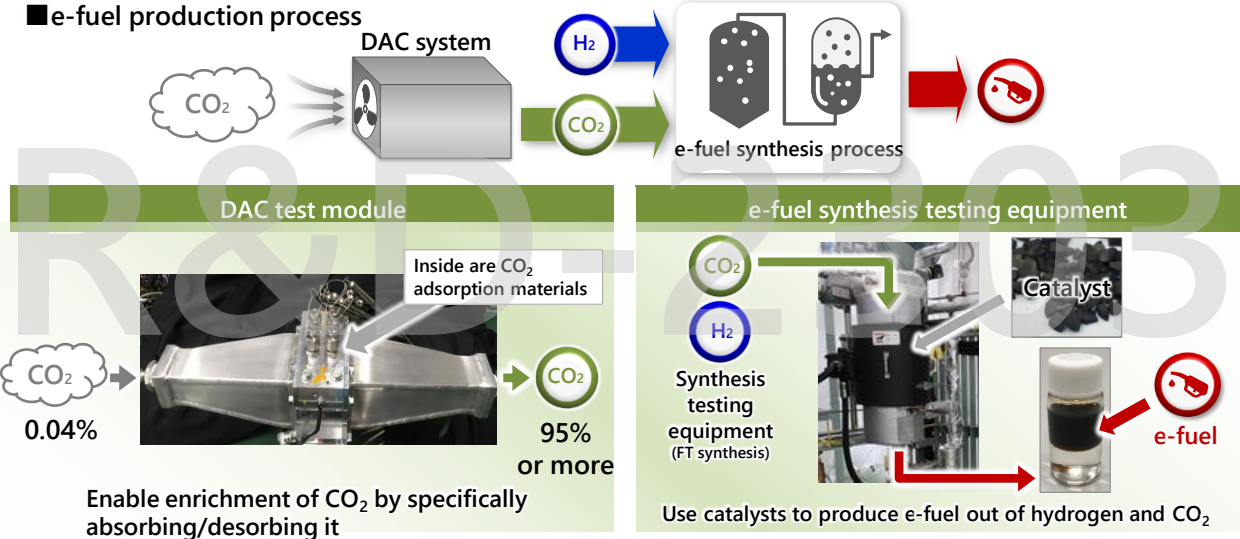 ■e-fuel production process
DAC system
CO2
H2
CO2
e-fuel synthesis process
R&D-2303
DAC test module
Inside are CO2
adsorption materials
CO2
0.04%
CO2
95%
or more
Enable enrichment of CO2 by specifically
absorbing/desorbing it
e-fuel synthesis testing equipment
CO2
H2
Synthesis
testing
equipment
(FT synthesis)
Catalyst
e-fuel
Use catalysts to produce e-fuel out of hydrogen and CO2